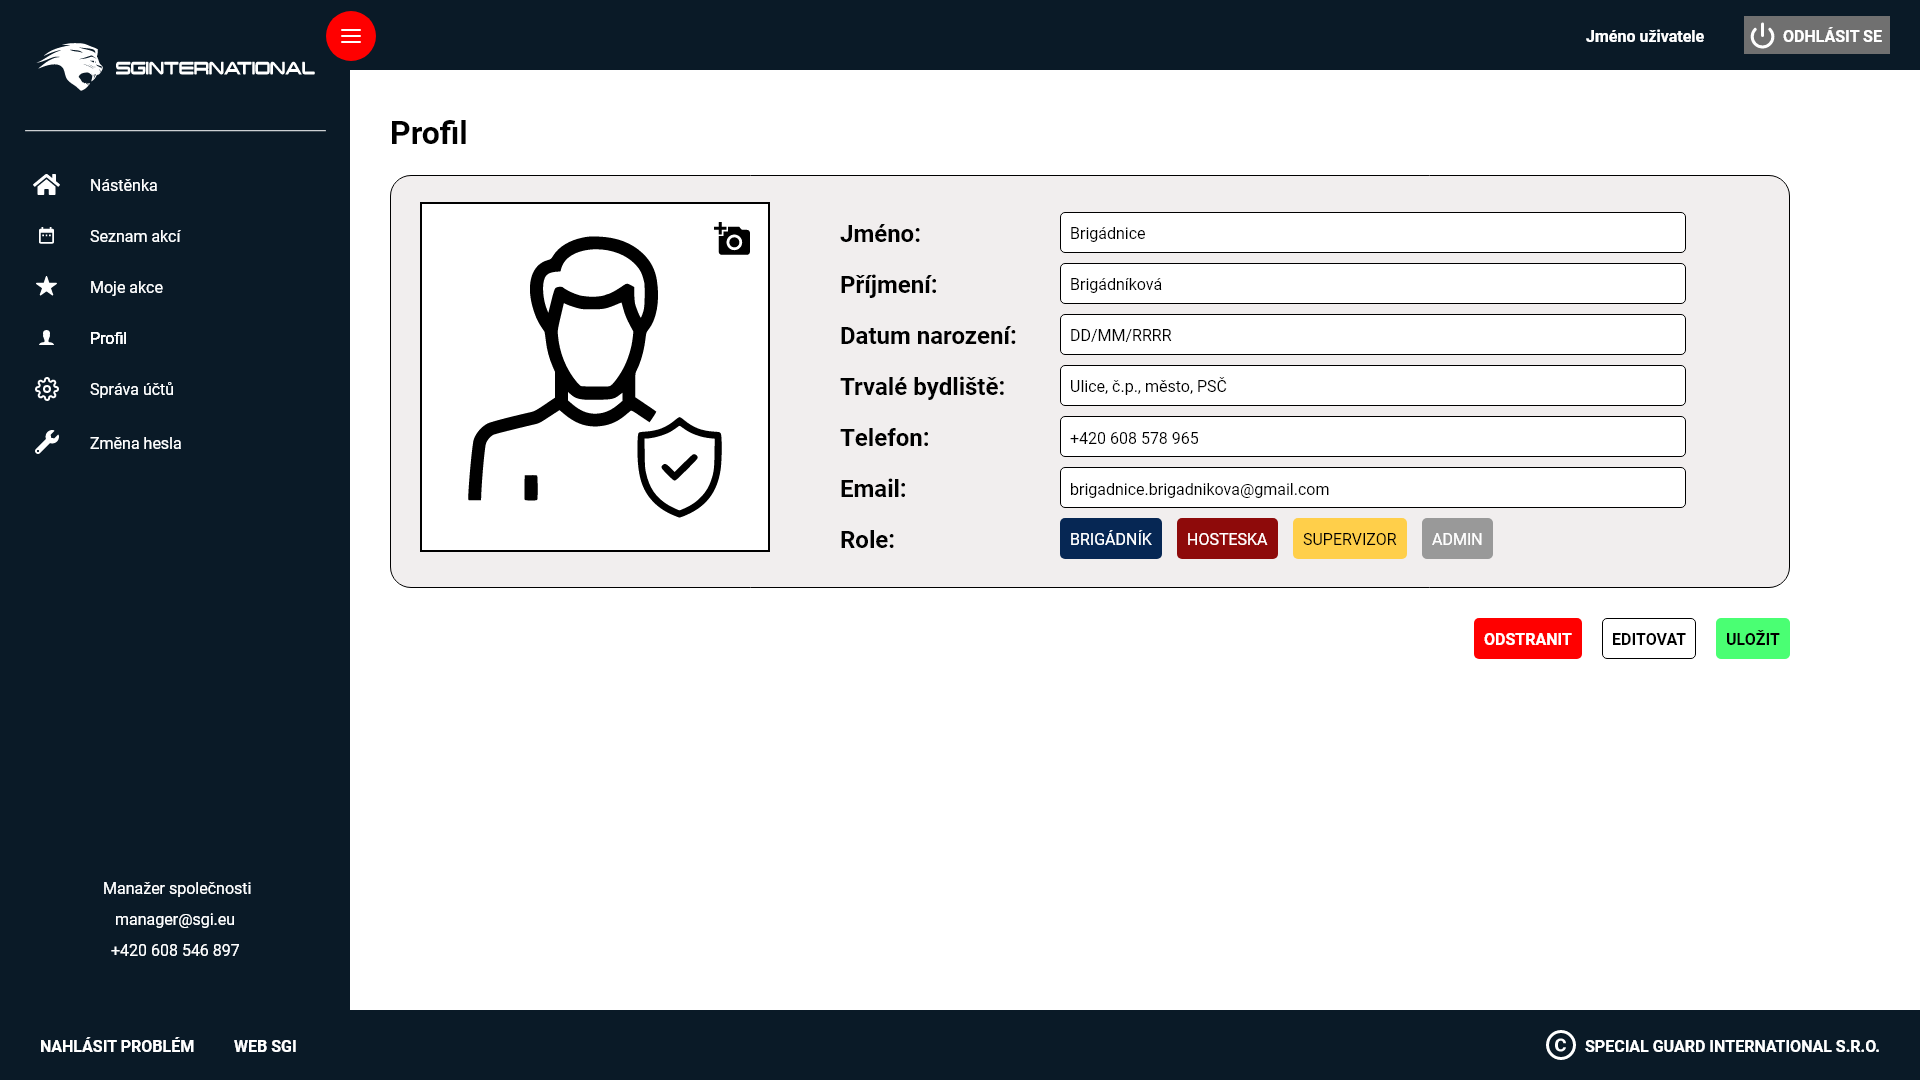 SGINTERNATIONAL
Jméno uživatele
ODHLÁSIT SE
Nástěnka
Seznam akcí
Moje akce
Profil
Správa účtů
Změna hesla
Manažer společnosti
manager@sgi.eu
+420 608 546 897
Profil
Jméno: Brigádnice
Příjmení: Brigádníková
Datum narození: DD/MM/RRRR
Trvalé bydliště: Ulice, č.p., město, PSČ
Telefon: +420 608 578 965
Email: brigadnice.brigadnikova@gmail.com
Role: BRIGÁDNÍK HOSTESKA SUPERVIZOR ADMIN
ODSTRANIT EDITOVAT ULOŽIT
NAHLÁSIT PROBLÉM WEB SGI
© SPECIAL GUARD INTERNATIONAL S.R.O.